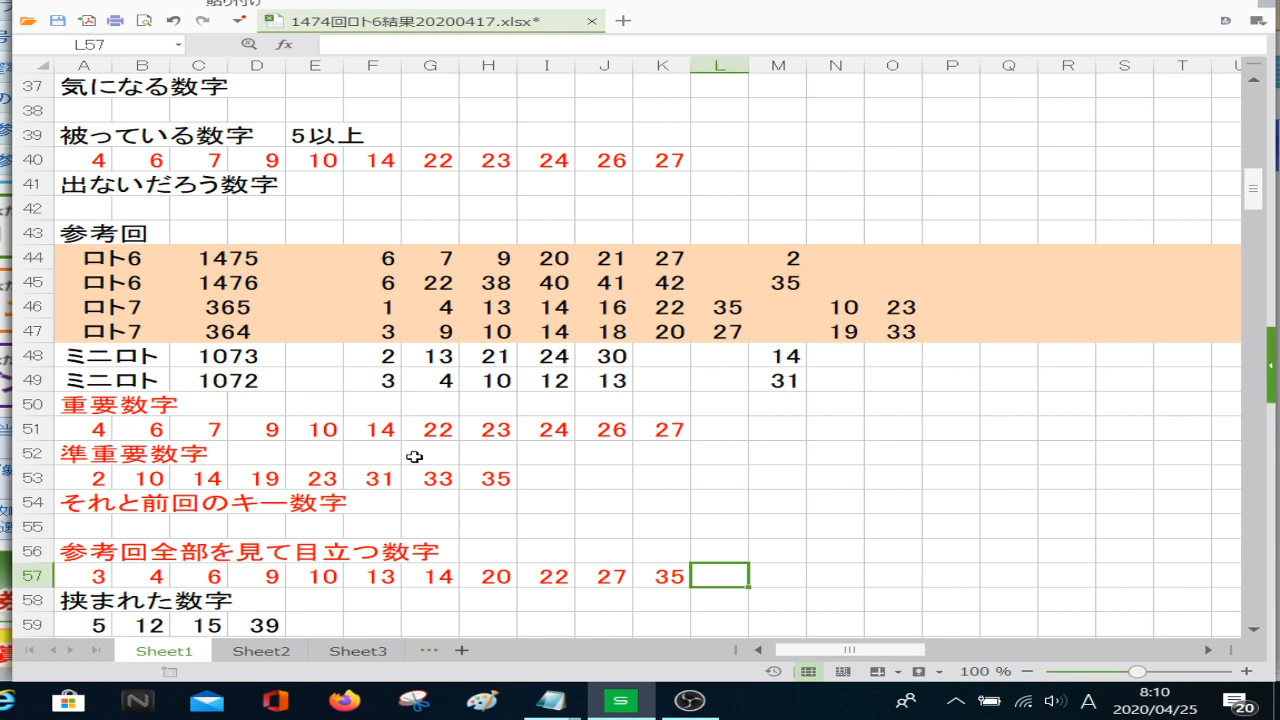 1474回ロト6結果20200417.xlsx* × +
L57 fx
A B C D E F G H I J K L M N O P Q R S T U
37 気になる数字
38
39 被っている数字 5以上
40 4 6 7 9 10 14 22 23 24 26 27
41 出ないだろう数字
42
43 参考回
44 ロト6 1475 6 7 9 20 21 27 2
45 ロト6 1476 6 22 38 40 41 42 35
46 ロト7 365 1 4 13 14 16 22 35 10 23
47 ロト7 364 3 9 10 14 18 20 27 19 33
48 ミニロト 1073 2 13 21 24 30 14
49 ミニロト 1072 3 4 10 12 13 31
50 重要数字
51 4 6 7 9 10 14 22 23 24 26 27
52 準重要数字
53 2 10 14 19 23 31 33 35
54 それと前回のキー数字
55
56 参考回全部を見て目立つ数字
57 3 4 6 9 10 13 14 20 22 27 35
58 挟まれた数字
59 5 12 15 39
Sheet1 Sheet2 Sheet3 ··· +
100 % − +
A 8:10
2020/04/25 20